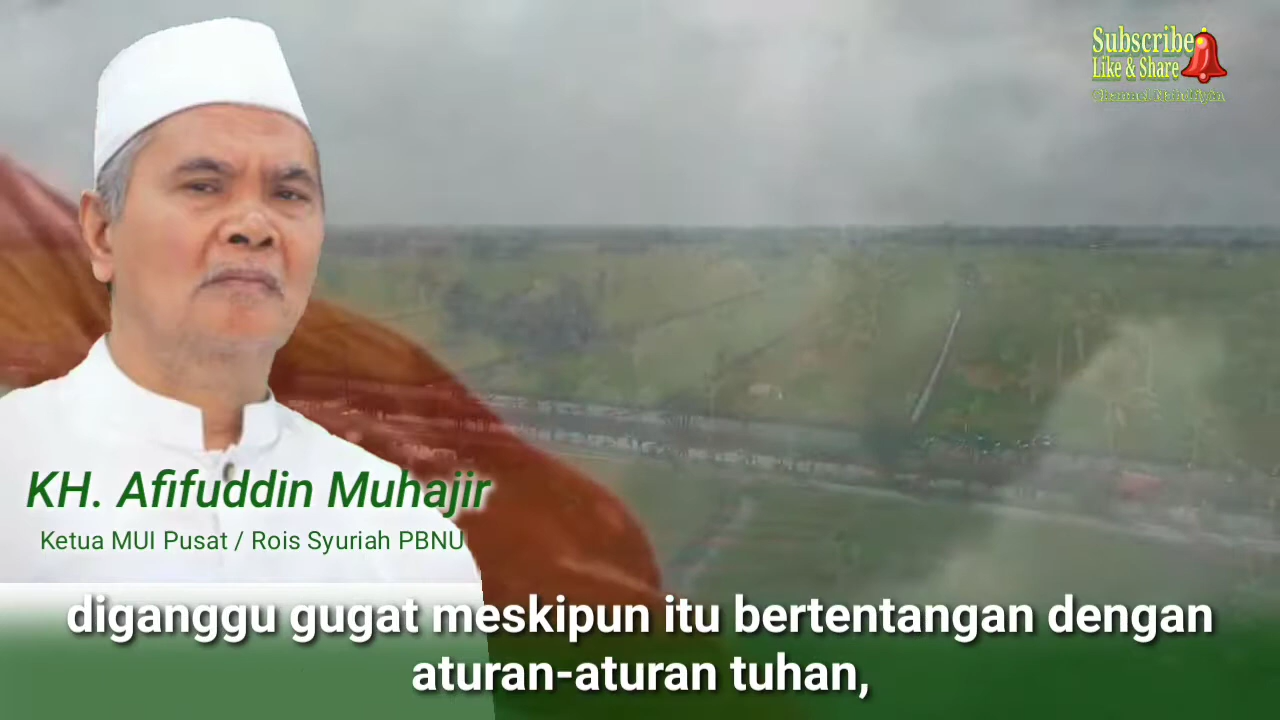 Subscribe
Like & Share
KH. Afifuddin Muhajir
Ketua MUI Pusat / Rois Syuriah PBNU
diganggu gugat meskipun itu bertentangan dengan
aturan-aturan tuhan,